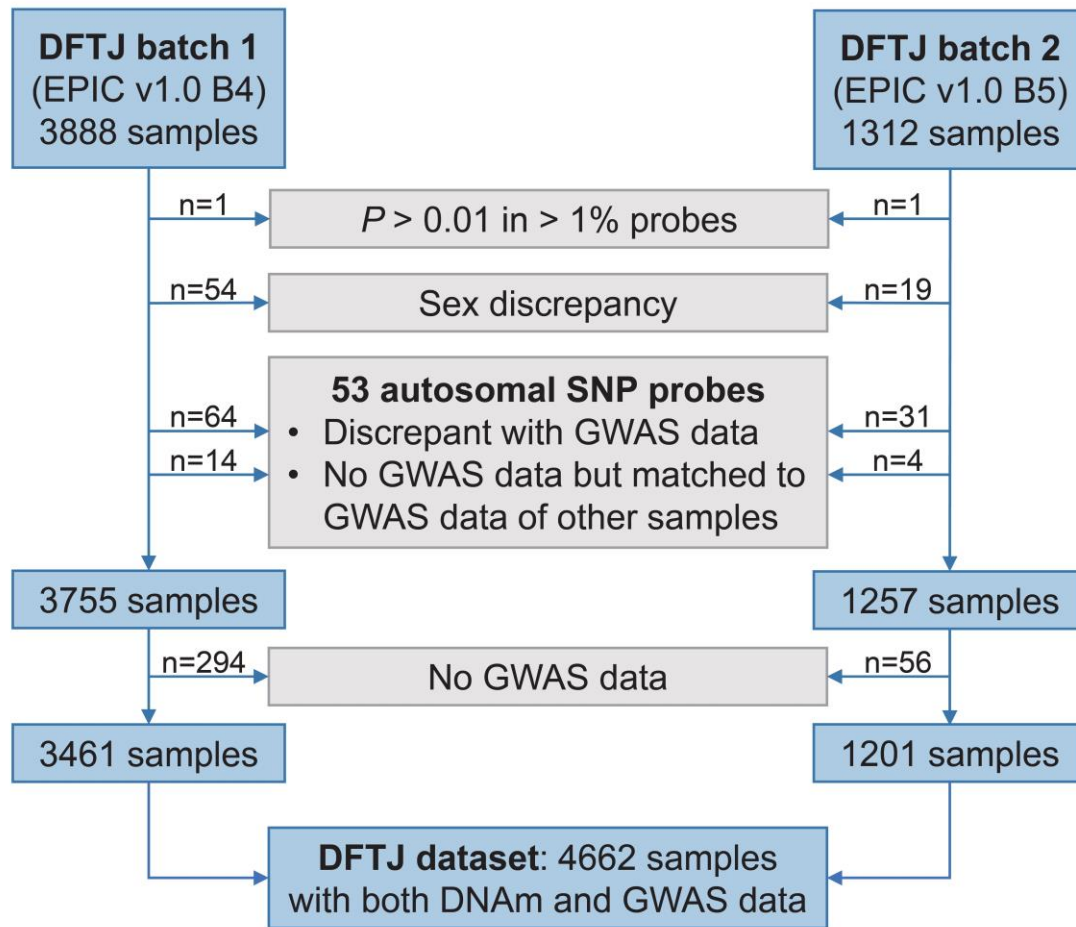 DFTJ batch 1
(EPIC v1.0 B4)
3888 samples
DFTJ batch 2
(EPIC v1.0 B5)
1312 samples
n=1
P > 0.01 in > 1% probes
n=1
n=54
Sex discrepancy
n=19
53 autosomal SNP probes
n=64
• Discrepant with GWAS data
n=31
n=14
• No GWAS data but matched to
GWAS data of other samples
n=4
3755 samples
1257 samples
n=294
No GWAS data
n=56
3461 samples
1201 samples
DFTJ dataset: 4662 samples
with both DNAm and GWAS data